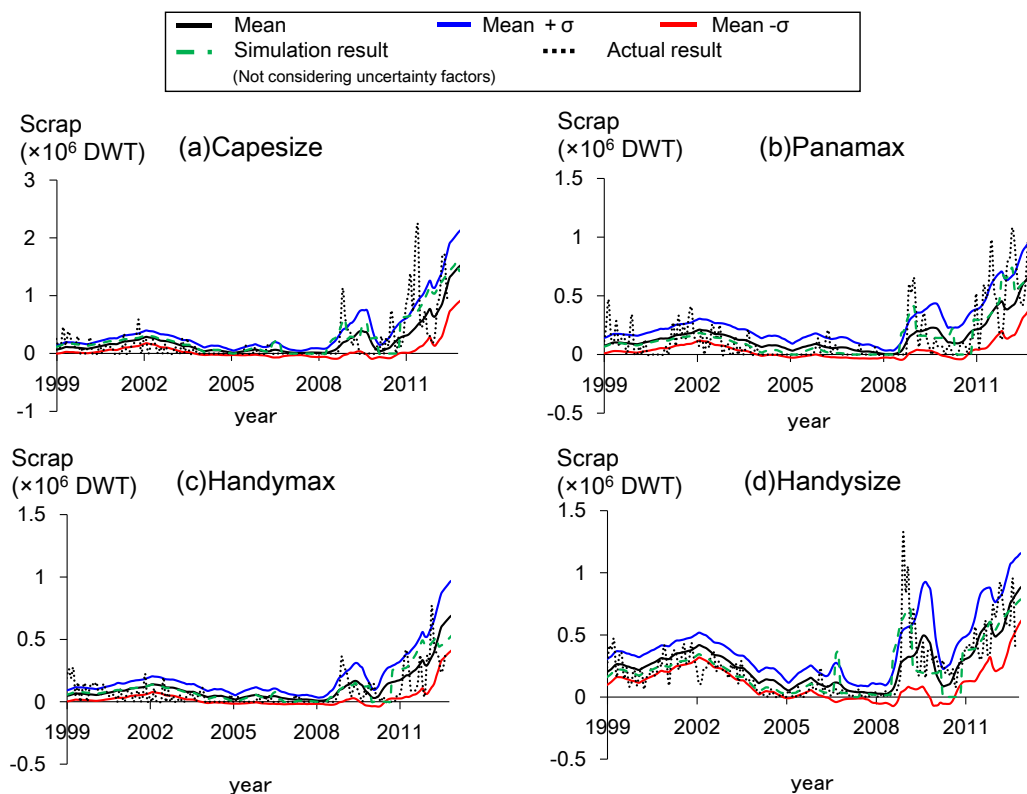 Mean
Mean + σ
Mean -σ
Simulation result
Actual result
(Not considering uncertainty factors)
Scrap
(×10⁶ DWT)
(a)Capesize
3
2
1
0
-1
1999
2002
2005
2008
2011
year
Scrap
(×10⁶ DWT)
(b)Panamax
1.5
1
0.5
0
-0.5
1999
2002
2005
2008
2011
year
Scrap
(×10⁶ DWT)
(c)Handymax
1.5
1
0.5
0
-0.5
1999
2002
2005
2008
2011
year
Scrap
(×10⁶ DWT)
(d)Handysize
1.5
1
0.5
0
-0.5
1999
2002
2005
2008
2011
year